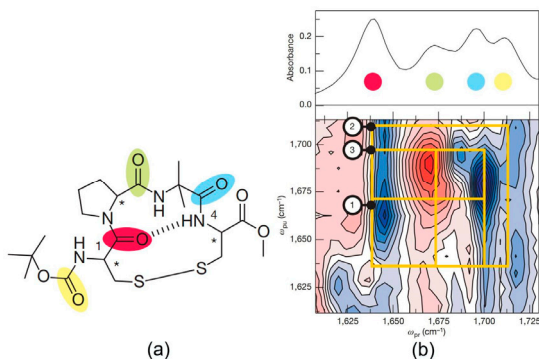 O
H
N
O
*
HN 4
N
O
O
1
*
O
H
N
*
O
O
S
S
(a)
Absorbance
0.2
0.1
0.0
ωpu (cm⁻¹)
1,700
1,675
1,650
1,625
2
3
1
1,625 1,650 1,675 1,700 1,725
ωpr (cm⁻¹)
(b)